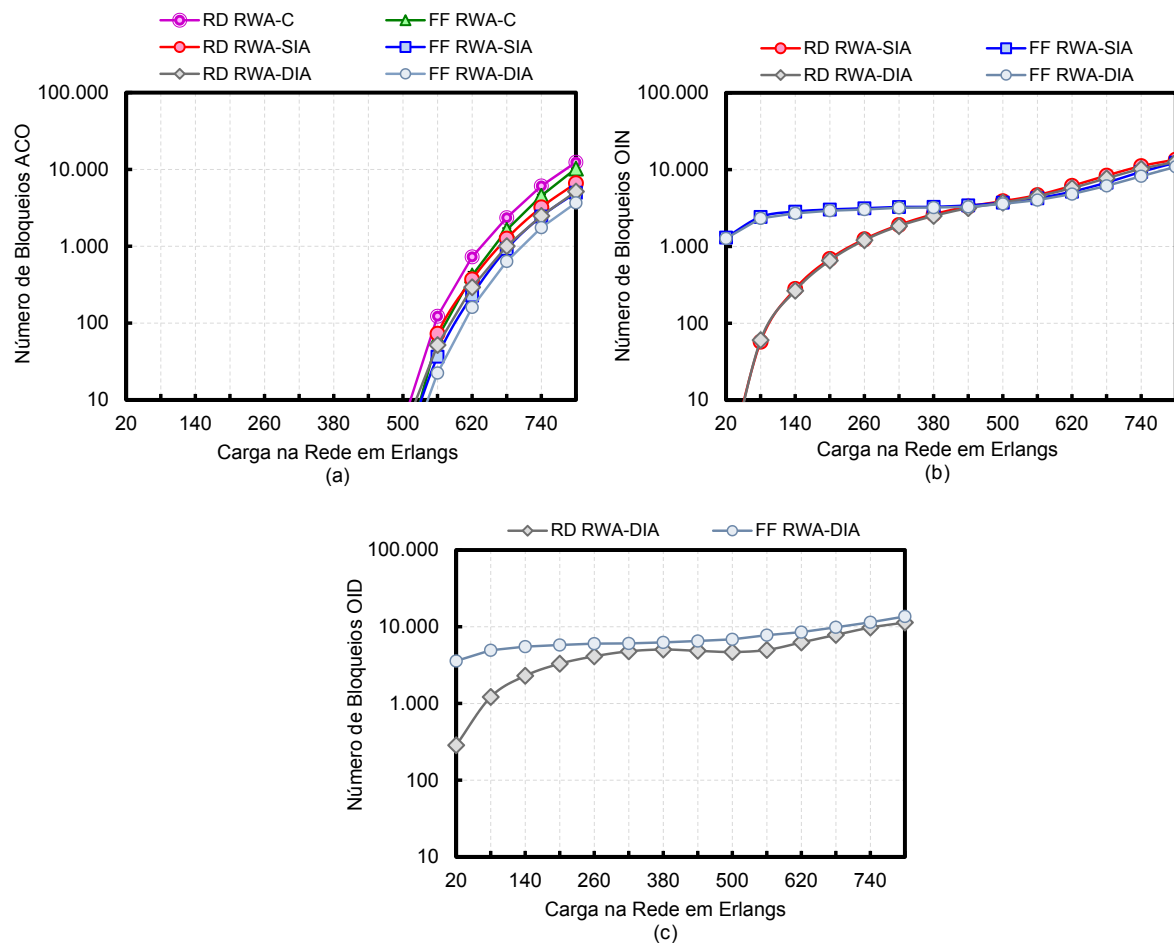 RD RWA-C FF RWA-C
RD RWA-SIA FF RWA-SIA
RD RWA-DIA FF RWA-DIA
Número de Bloqueios ACO
100.000
10.000
1.000
100
10
20 140 260 380 500 620 740
Carga na Rede em Erlangs
(a)
RD RWA-SIA FF RWA-SIA
RD RWA-DIA FF RWA-DIA
Número de Bloqueios OIN
100.000
10.000
1.000
100
10
20 140 260 380 500 620 740
Carga na Rede em Erlangs
(b)
RD RWA-DIA FF RWA-DIA
Número de Bloqueios OID
100.000
10.000
1.000
100
10
20 140 260 380 500 620 740
Carga na Rede em Erlangs
(c)